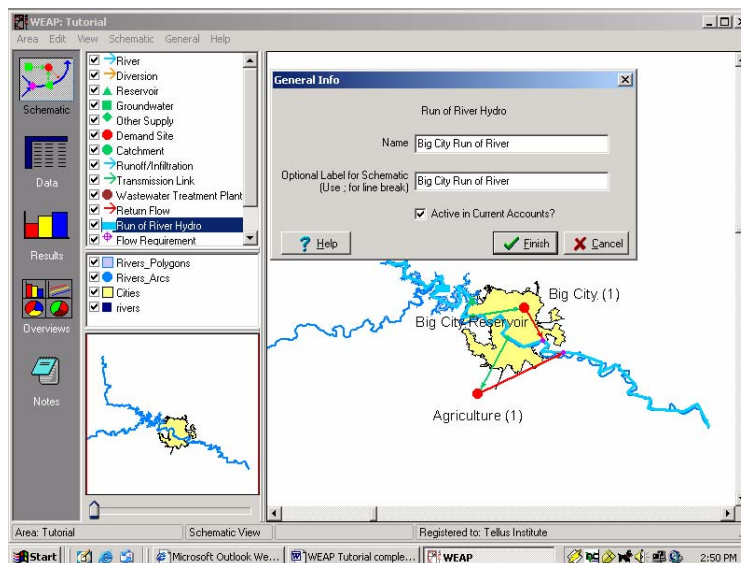 WEAP: Tutorial
Area Edit View Schematic General Help
Schematic
Data
Results
Overviews
Notes
River
Diversion
Reservoir
Groundwater
Other Supply
Demand Site
Catchment
Runoff/Infiltration
Transmission Link
Wastewater Treatment Plant
Return Flow
Run of River Hydro
Flow Requirement
Rivers_Polygons
Rivers_Arcs
Cities
rivers
General Info
Run of River Hydro
Name Big City Run of River
Optional Label for Schematic
(Use ; for line break) Big City Run of River
Active in Current Accounts?
? Help Finish Cancel
Big City (1)
Big City Reservoir
Agriculture (1)
Area: Tutorial Schematic View Registered to: Tellus Institute
Start Microsoft Outlook We... WEAP Tutorial comple... WEAP 2:50 PM